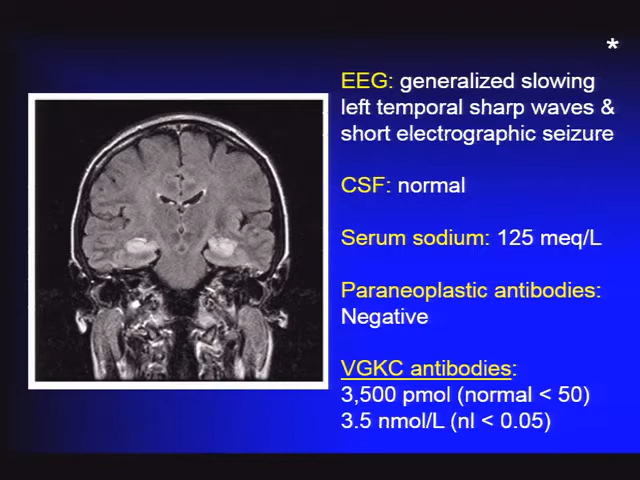 *
EEG: generalized slowing
left temporal sharp waves &
short electrographic seizure
CSF: normal
Serum sodium: 125 meq/L
Paraneoplastic antibodies:
Negative
VGKC antibodies:
3,500 pmol (normal < 50)
3.5 nmol/L (nl < 0.05)